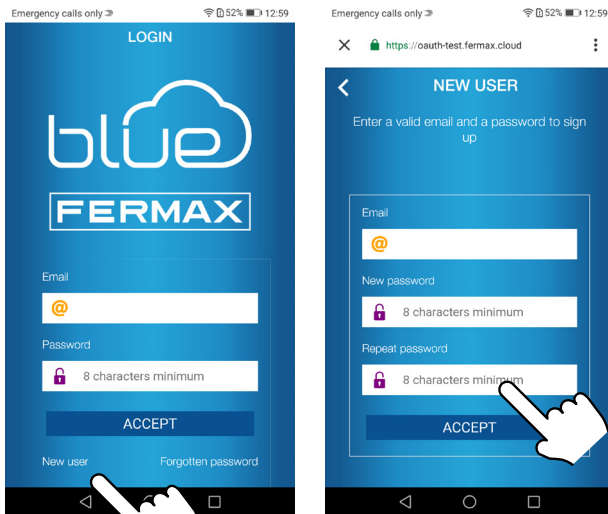 Emergency calls only 52% 12:59
LOGIN
blue
FERMAX
Email
@
Password
8 characters minimum
ACCEPT
New user Forgotten password
Emergency calls only 52% 12:59
https://oauth-test.fermax.cloud
NEW USER
Enter a valid email and a password to sign
up
Email
@
New password
8 characters minimum
Repeat password
8 characters minimum
ACCEPT